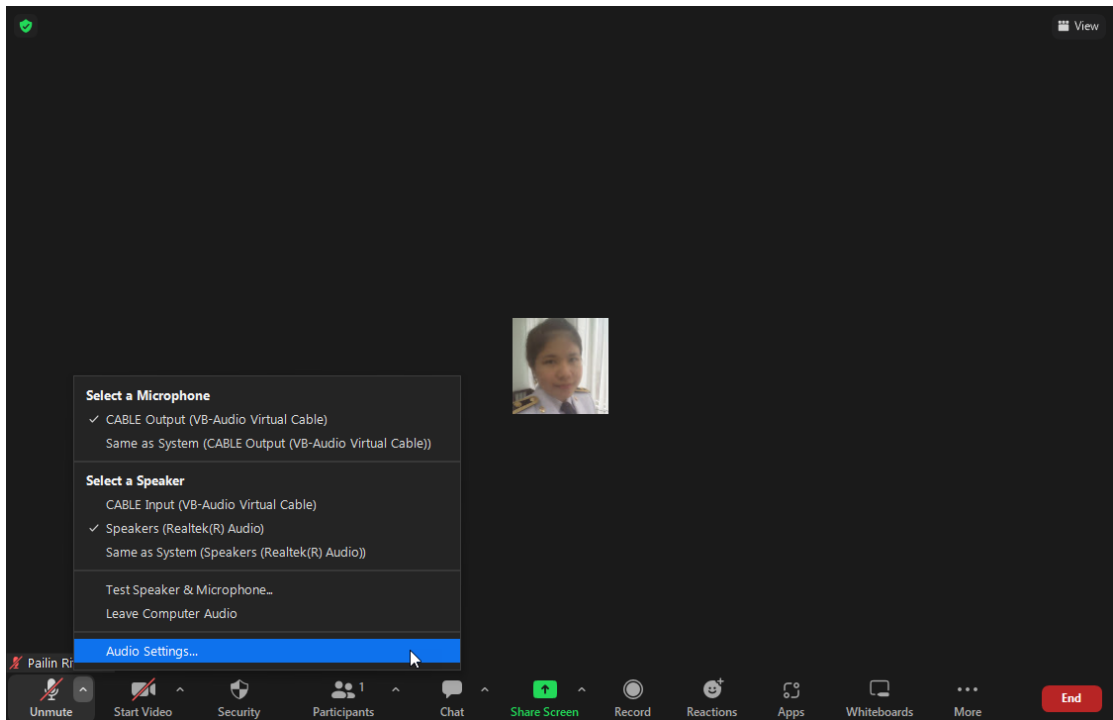 View
Select a Microphone
CABLE Output (VB-Audio Virtual Cable)
Same as System (CABLE Output (VB-Audio Virtual Cable))
Select a Speaker
CABLE Input (VB-Audio Virtual Cable)
Speakers (Realtek(R) Audio)
Same as System (Speakers (Realtek(R) Audio))
Test Speaker & Microphone...
Leave Computer Audio
Audio Settings...
Pailin
1
Unmute Start Video Security Participants Chat Share Screen Record Reactions Apps Whiteboards More End